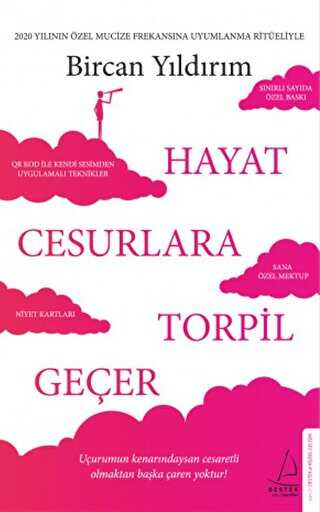 2020 YILININ ÖZEL MUCİZE FREKANSINA UYUMLANMA RİTÜELİYLE
Bircan Yıldırım
SINIRLI SAYIDA
ÖZEL BASKI
QR KOD İLE KENDİ SESİMDEN
UYGULAMALI TEKNİKLER
HAYAT
CESURLARA
SANA
ÖZEL MEKTUP
NİYET KARTLARI
TORPİL
GEÇER
Uçurumun kenarındaysan cesaretli
olmaktan başka çaren yoktur!
DESTEK